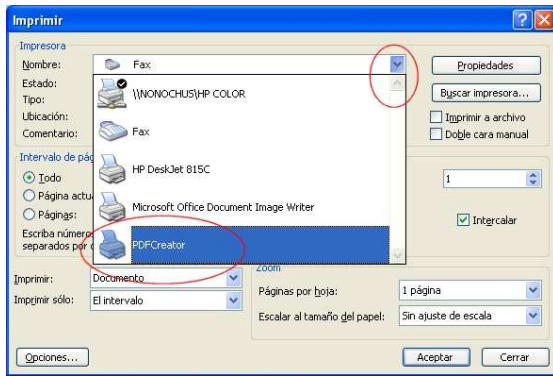 Imprimir
Impresora
Nombre: Fax
Propiedades
Estado:
\\NONOCHUS\HP COLOR
Buscar impresora...
Tipo:
Ubicación:
Fax
Imprimir a archivo
Comentario:
Doble cara manual
Intervalo de pág
HP DeskJet 815C
Todo
1
Página actu
Microsoft Office Document Image Writer
Páginas:
Intercalar
Escriba número
separados por c
PDFCreator
Zoom
Imprimir: Documento
Páginas por hoja: 1 página
Imprimir sólo: El intervalo
Escalar al tamaño del papel: Sin ajuste de escala
Opciones...
Aceptar
Cerrar